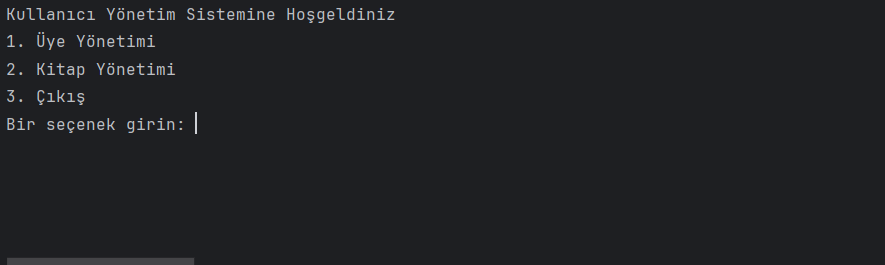 Kullanıcı Yönetim Sistemine Hoşgeldiniz
1. Üye Yönetimi
2. Kitap Yönetimi
3. Çıkış
Bir seçenek girin: